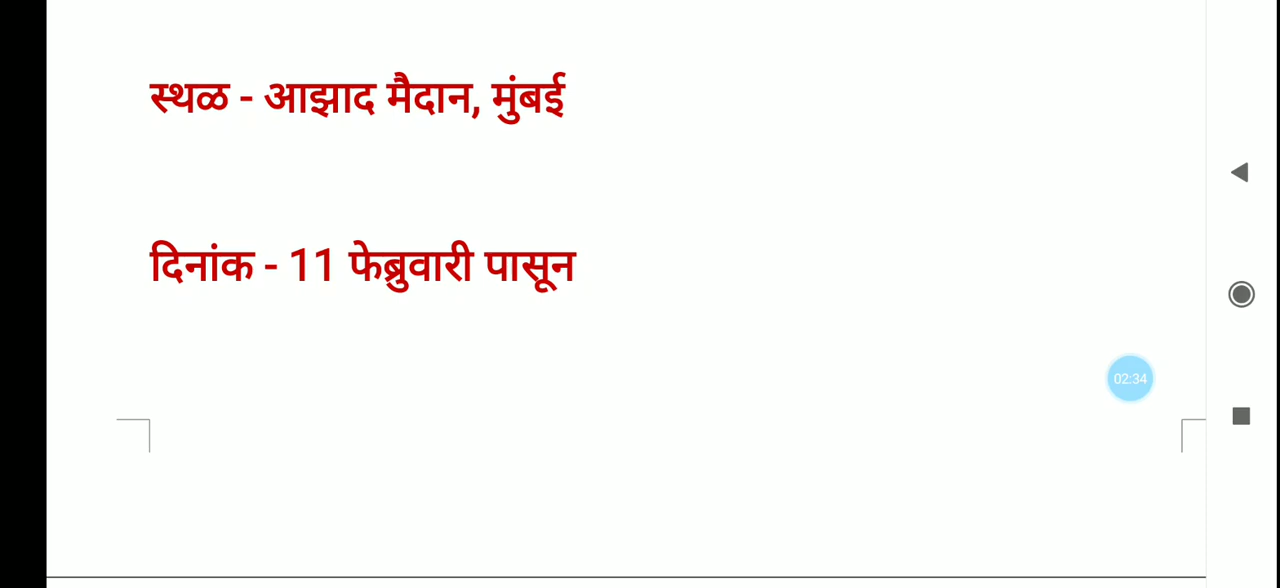 स्थळ - आझाद मैदान, मुंबई
दिनांक - 11 फेब्रुवारी पासून
02:34